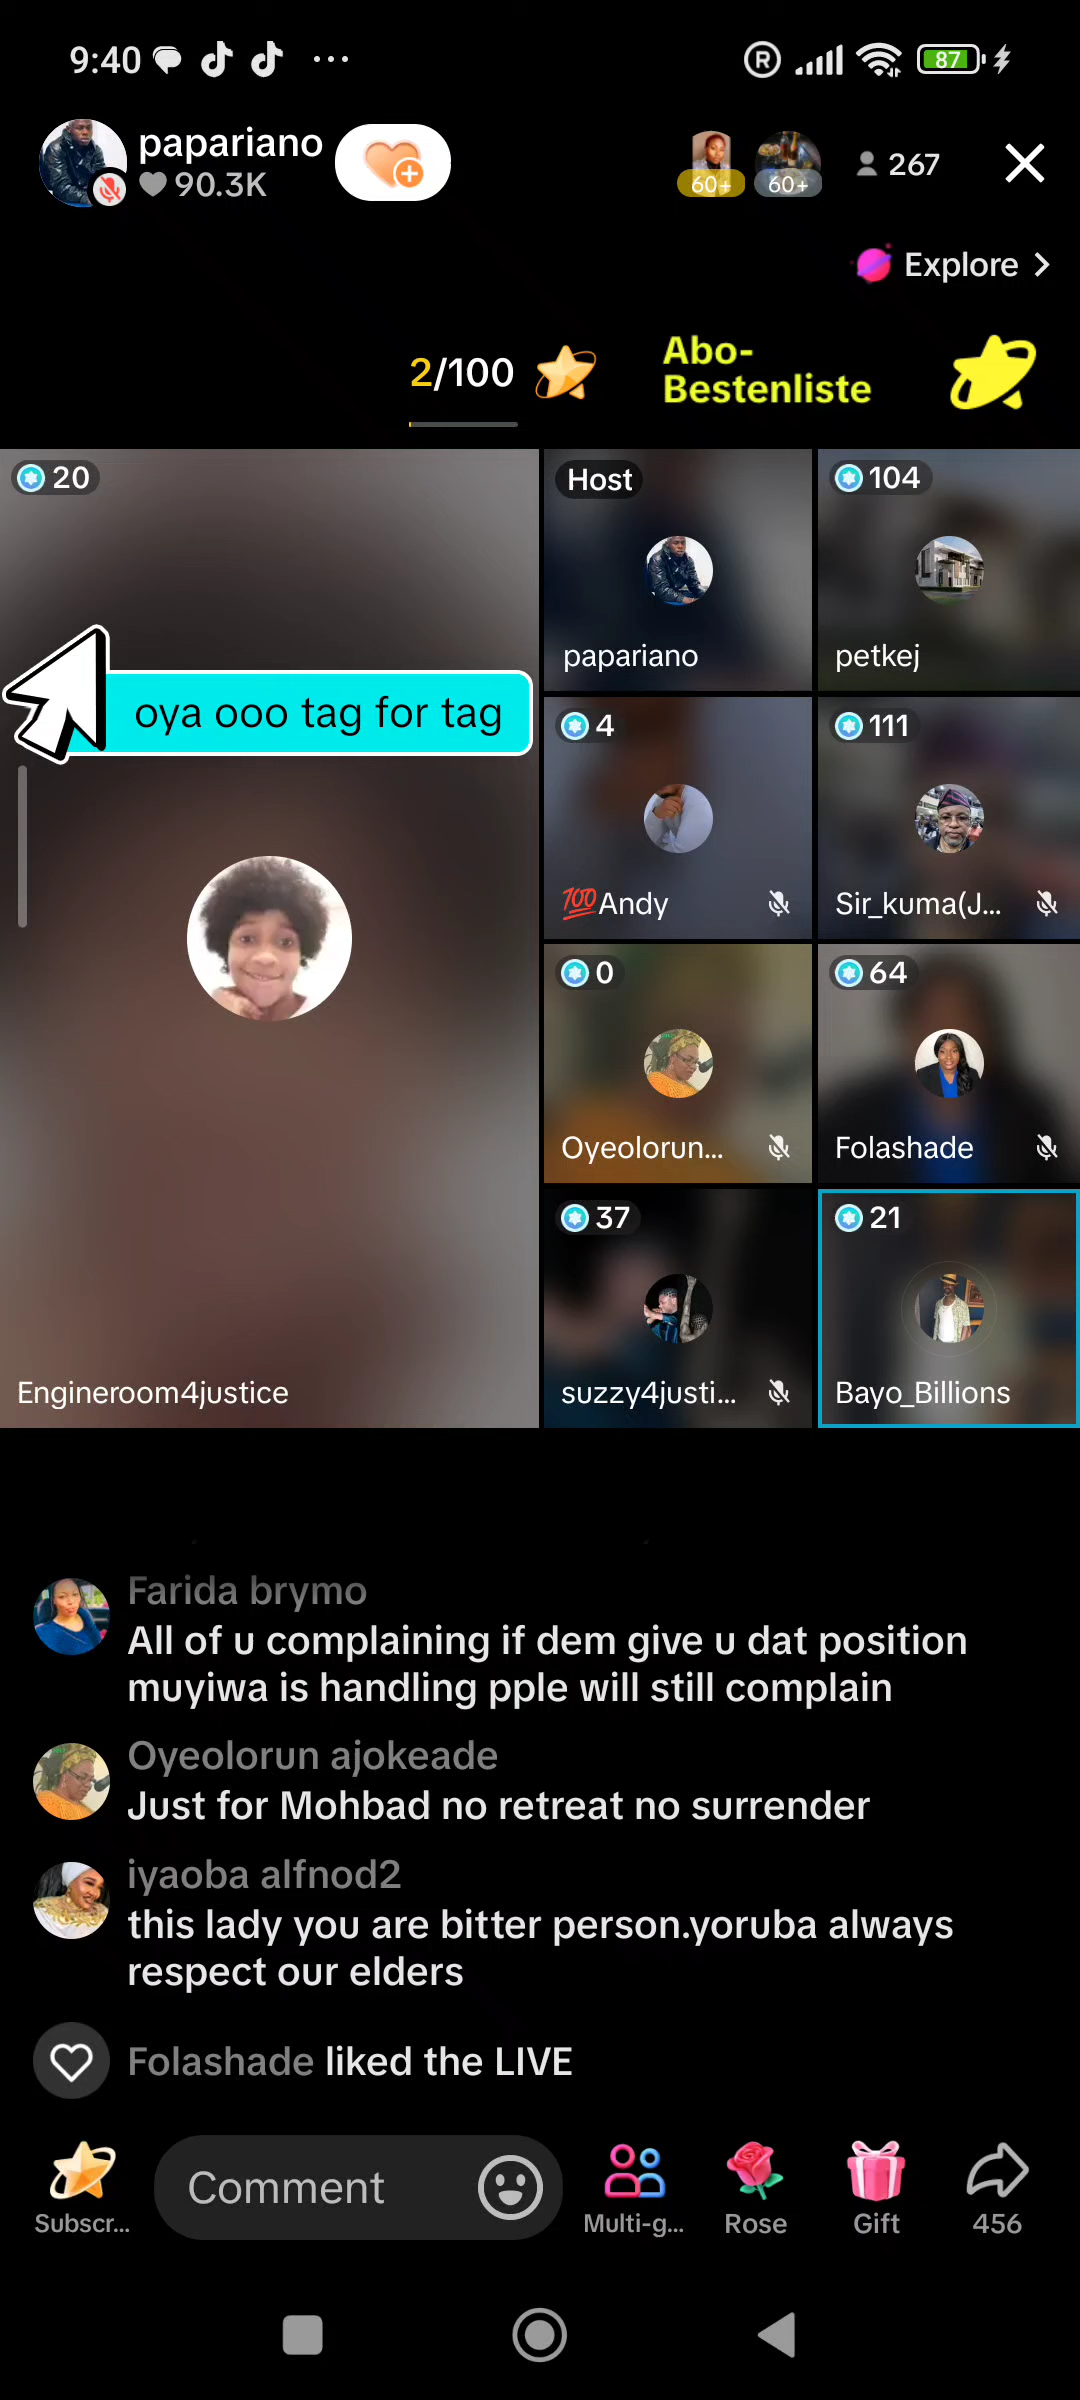 9:40
R
87
papariano
90.3K
60+
60+
267
Explore
2/100
Abo-
Bestenliste
20
Host
104
papariano
petkej
oya ooo tag for tag
4
111
100 Andy
Sir_kuma(J...
0
64
Oyeolorun...
Folashade
37
21
Engineroom4justice
suzzy4justi...
Bayo_Billions
Farida brymo
All of u complaining if dem give u dat position
muyiwa is handling pple will still complain
Oyeolorun ajokeade
Just for Mohbad no retreat no surrender
iyaoba alfnod2
this lady you are bitter person.yoruba always
respect our elders
Folashade liked the LIVE
Comment
Subscr...
Multi-g...
Rose
Gift
456